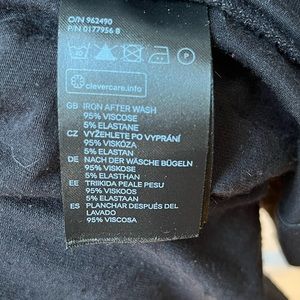 O/N 962490
P/N 0177956 8
clevercare.info
GB IRON AFTER WASH
95% VISCOSE
5% ELASTANE
CZ VYŽEHLETE PO VYPRÁNÍ
95% VISKÓZA
5% ELASTAN
DE NACH DER WÄSCHE BÜGELN
95% VISKOSE
5% ELASTHAN
EE TRIIKIDA PEALE PESU
95% VISKOOS
5% ELASTAAN
ES PLANCHAR DESPUÉS DEL
LAVADO
95% VISCOSA